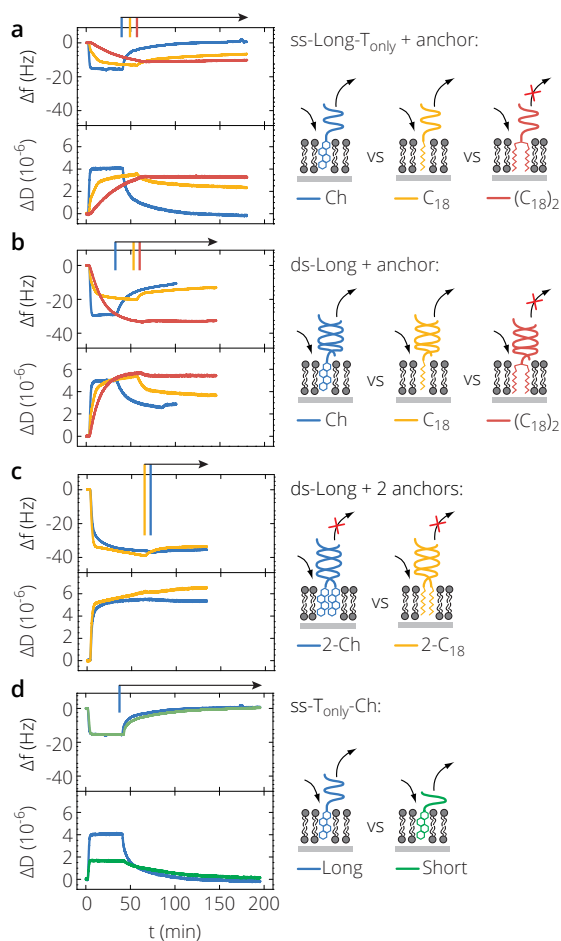 a
ss-Long-T_only + anchor:
0
-20
-40
Δf (Hz)
6
4
2
0
ΔD (10⁻⁶)
vs
vs
Ch
C₁₈
(C₁₈)₂
b
ds-Long + anchor:
0
-20
-40
Δf (Hz)
6
4
2
0
ΔD (10⁻⁶)
vs
vs
Ch
C₁₈
(C₁₈)₂
c
ds-Long + 2 anchors:
0
-20
-40
Δf (Hz)
6
4
2
0
ΔD (10⁻⁶)
vs
2-Ch
2-C₁₈
d
ss-T_only-Ch:
0
-20
-40
Δf (Hz)
6
4
2
0
ΔD (10⁻⁶)
vs
Long
Short
0 50 100 150 200
t (min)